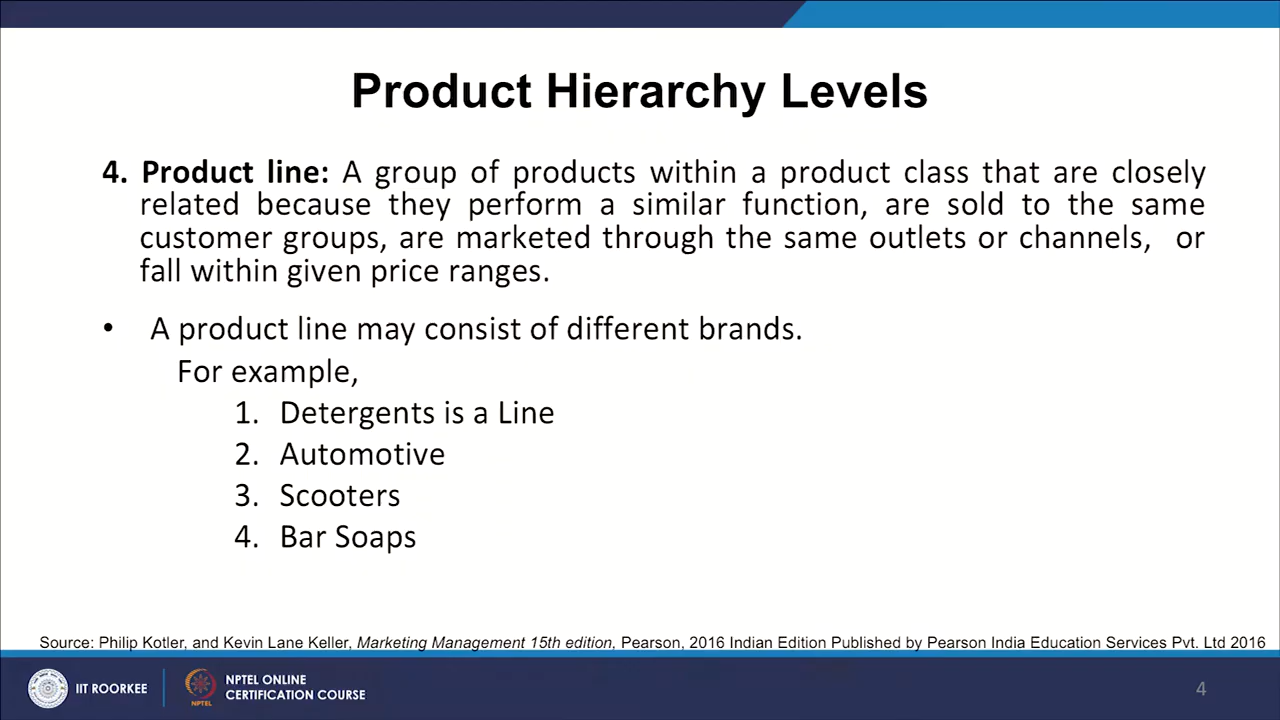 Product Hierarchy Levels
4. Product line: A group of products within a product class that are closely
related because they perform a similar function, are sold to the same
customer groups, are marketed through the same outlets or channels, or
fall within given price ranges.
• A product line may consist of different brands.
For example,
1. Detergents is a Line
2. Automotive
3. Scooters
4. Bar Soaps
Source: Philip Kotler, and Kevin Lane Keller, Marketing Management 15th edition, Pearson, 2016 Indian Edition Published by Pearson India Education Services Pvt. Ltd 2016
IIT ROORKEE
NPTEL
NPTEL ONLINE
CERTIFICATION COURSE
4